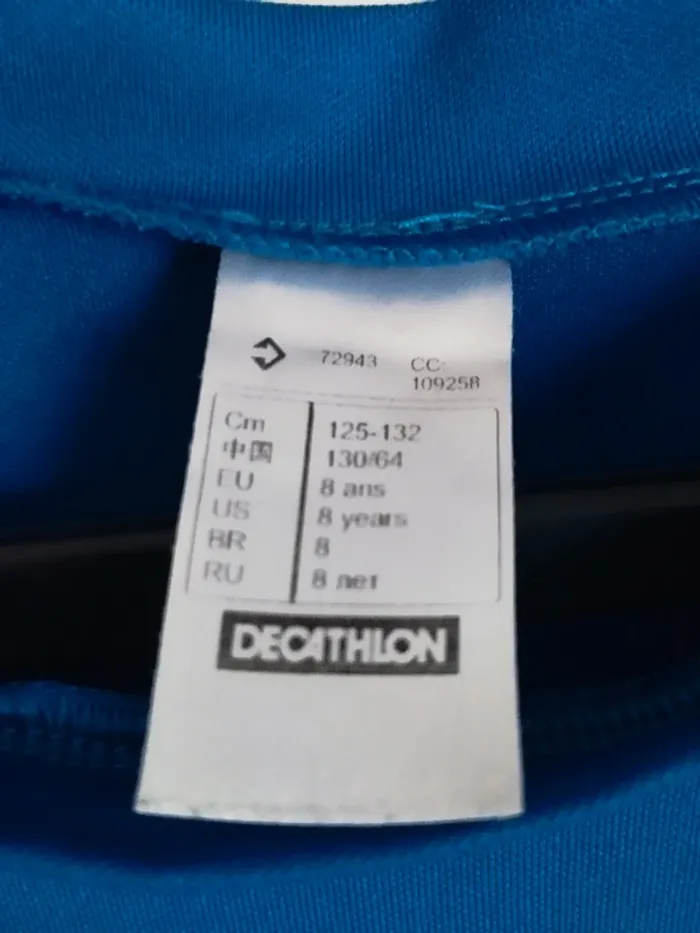 72943 CC:
109258
Cm 125-132
中国 130/64
EU 8 ans
US 8 years
BR 8
RU 8 лет
DECATHLON